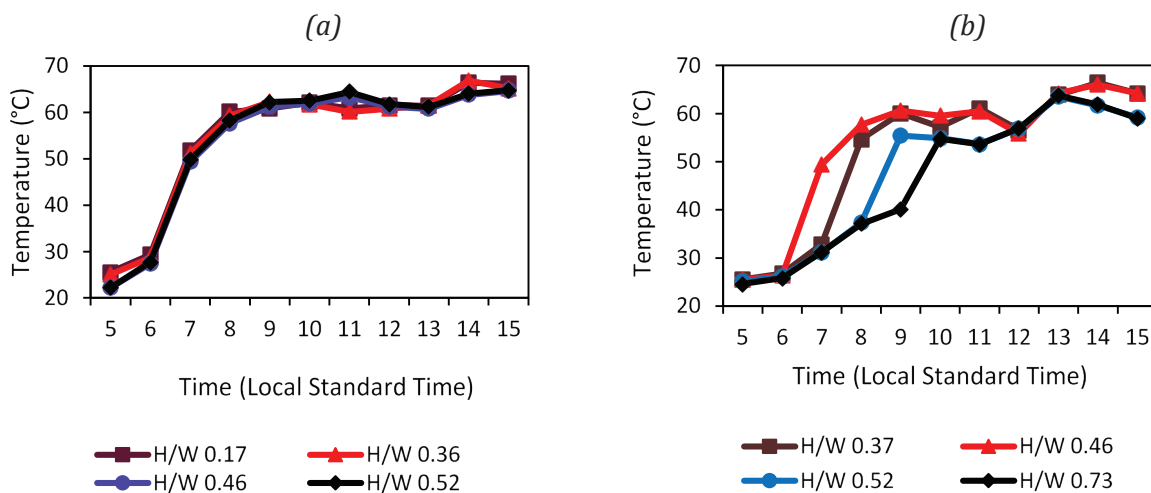 (a)
70
60
50
40
30
20
Temperature (°C)
5 6 7 8 9 10 11 12 13 14 15
Time (Local Standard Time)
H/W 0.17 H/W 0.36
H/W 0.46 H/W 0.52
(b)
70
60
50
40
30
20
Temperature (°C)
5 6 7 8 9 10 11 12 13 14 15
Time (Local Standard Time)
H/W 0.37 H/W 0.46
H/W 0.52 H/W 0.73